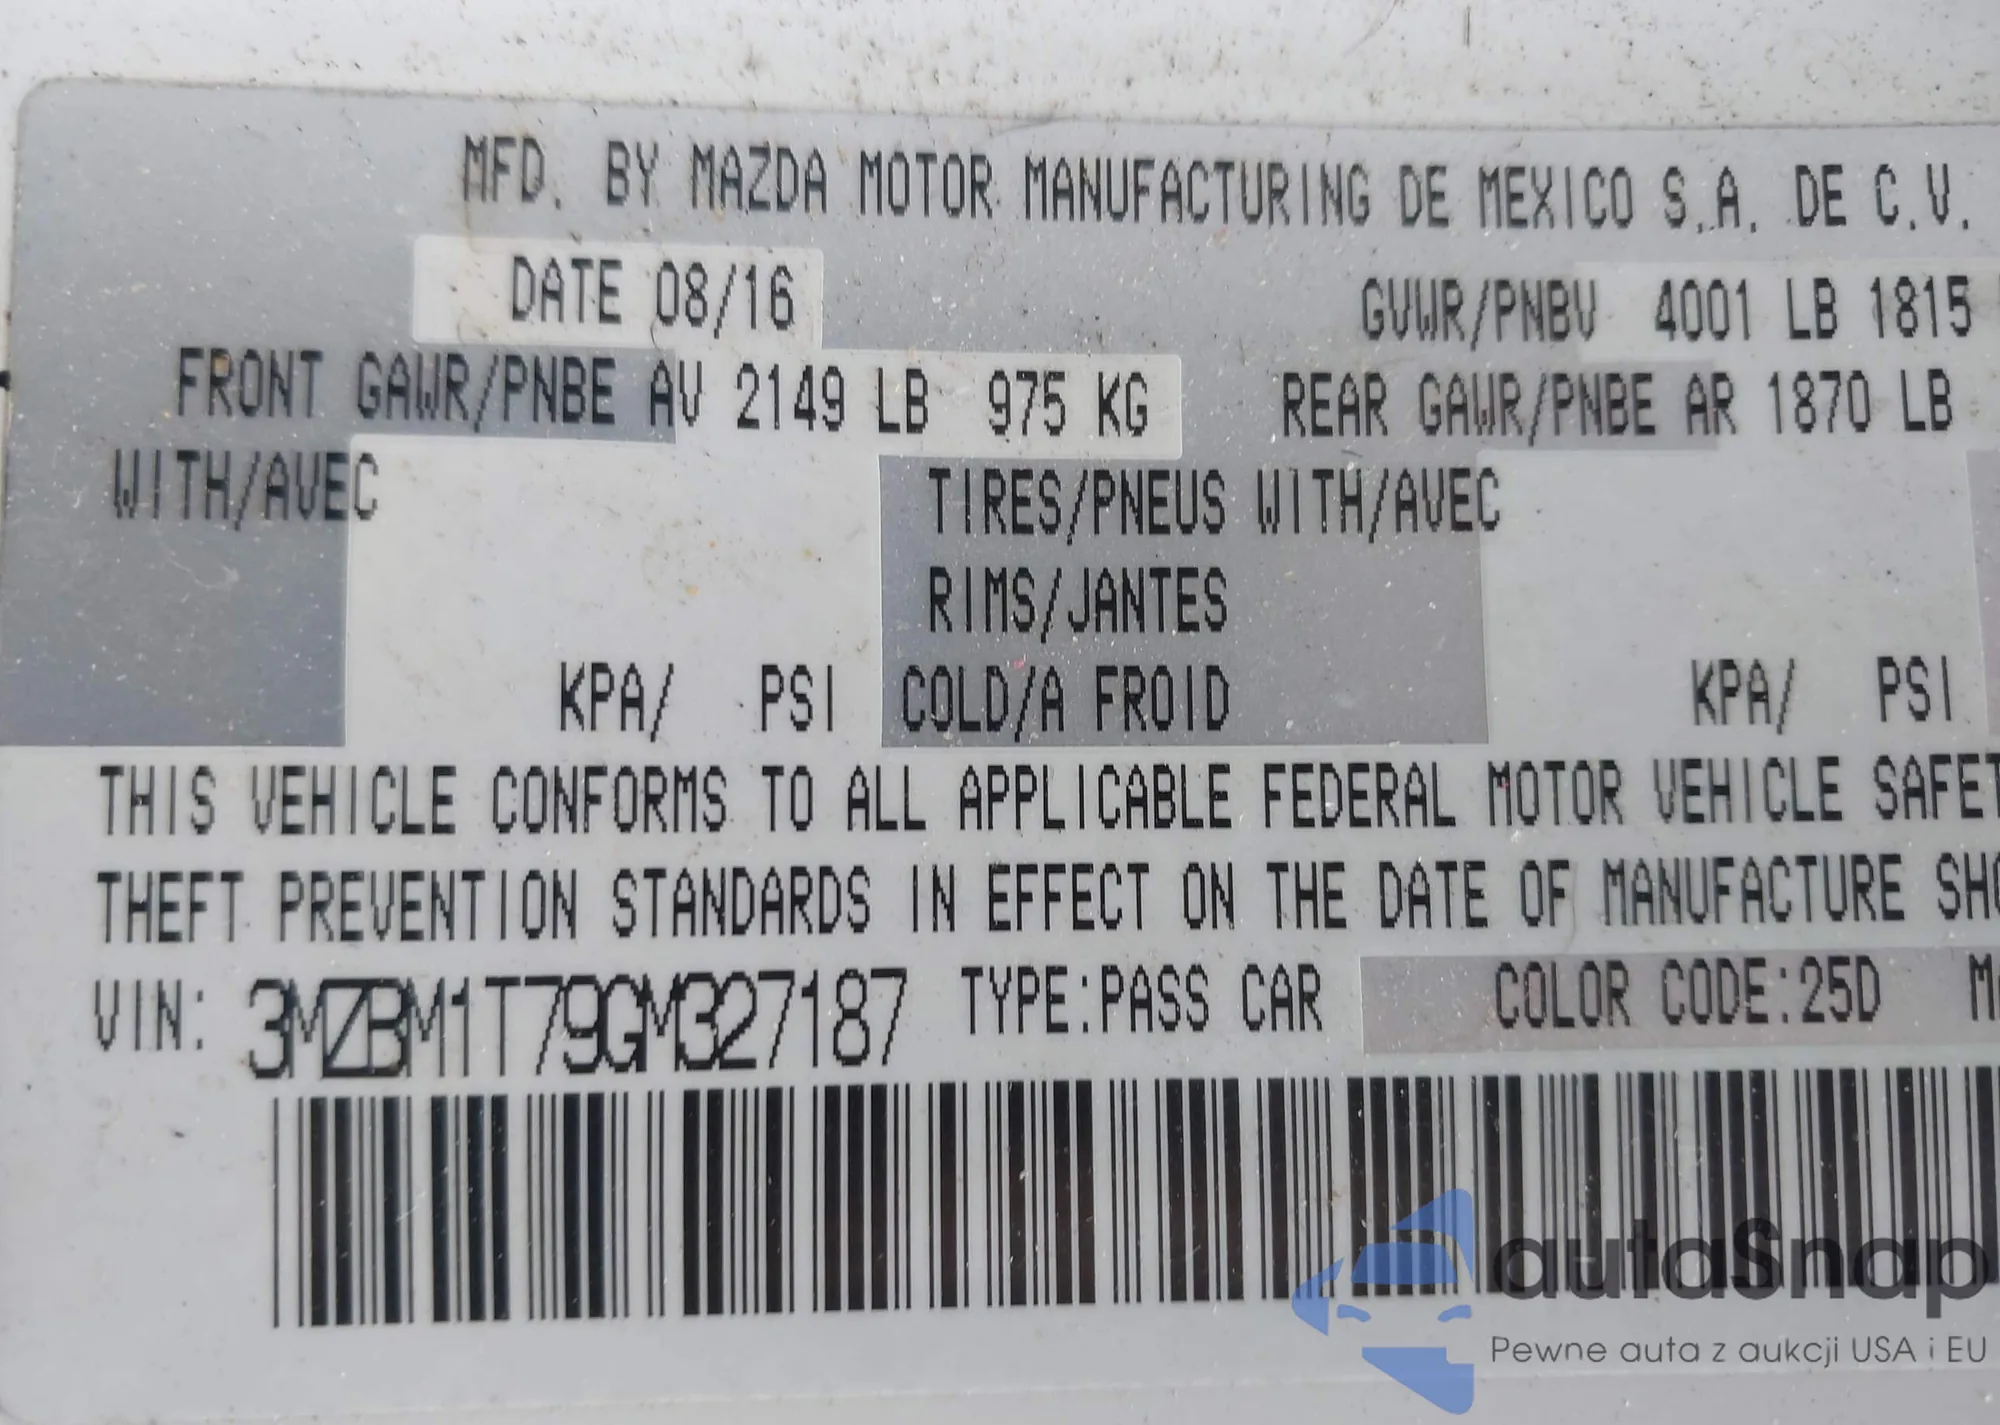 MFD. BY MAZDA MOTOR MANUFACTURING DE MEXICO S.A. DE C.V.
DATE 08/16 GVWR/PNBV 4001 LB 1815
FRONT GAWR/PNBE AV 2149 LB 975 KG REAR GAWR/PNBE AR 1870 LB
WITH/AVEC TIRES/PNEUS WITH/AVEC
RIMS/JANTES
KPA/ PSI COLD/A FROID KPA/ PSI
THIS VEHICLE CONFORMS TO ALL APPLICABLE FEDERAL MOTOR VEHICLE SAFET
THEFT PREVENTION STANDARDS IN EFFECT ON THE DATE OF MANUFACTURE SHO
VIN: 3MZBM1T79GM327187 TYPE:PASS CAR COLOR CODE:25D M
autaSnap
Pewne auta z aukcji USA i EU